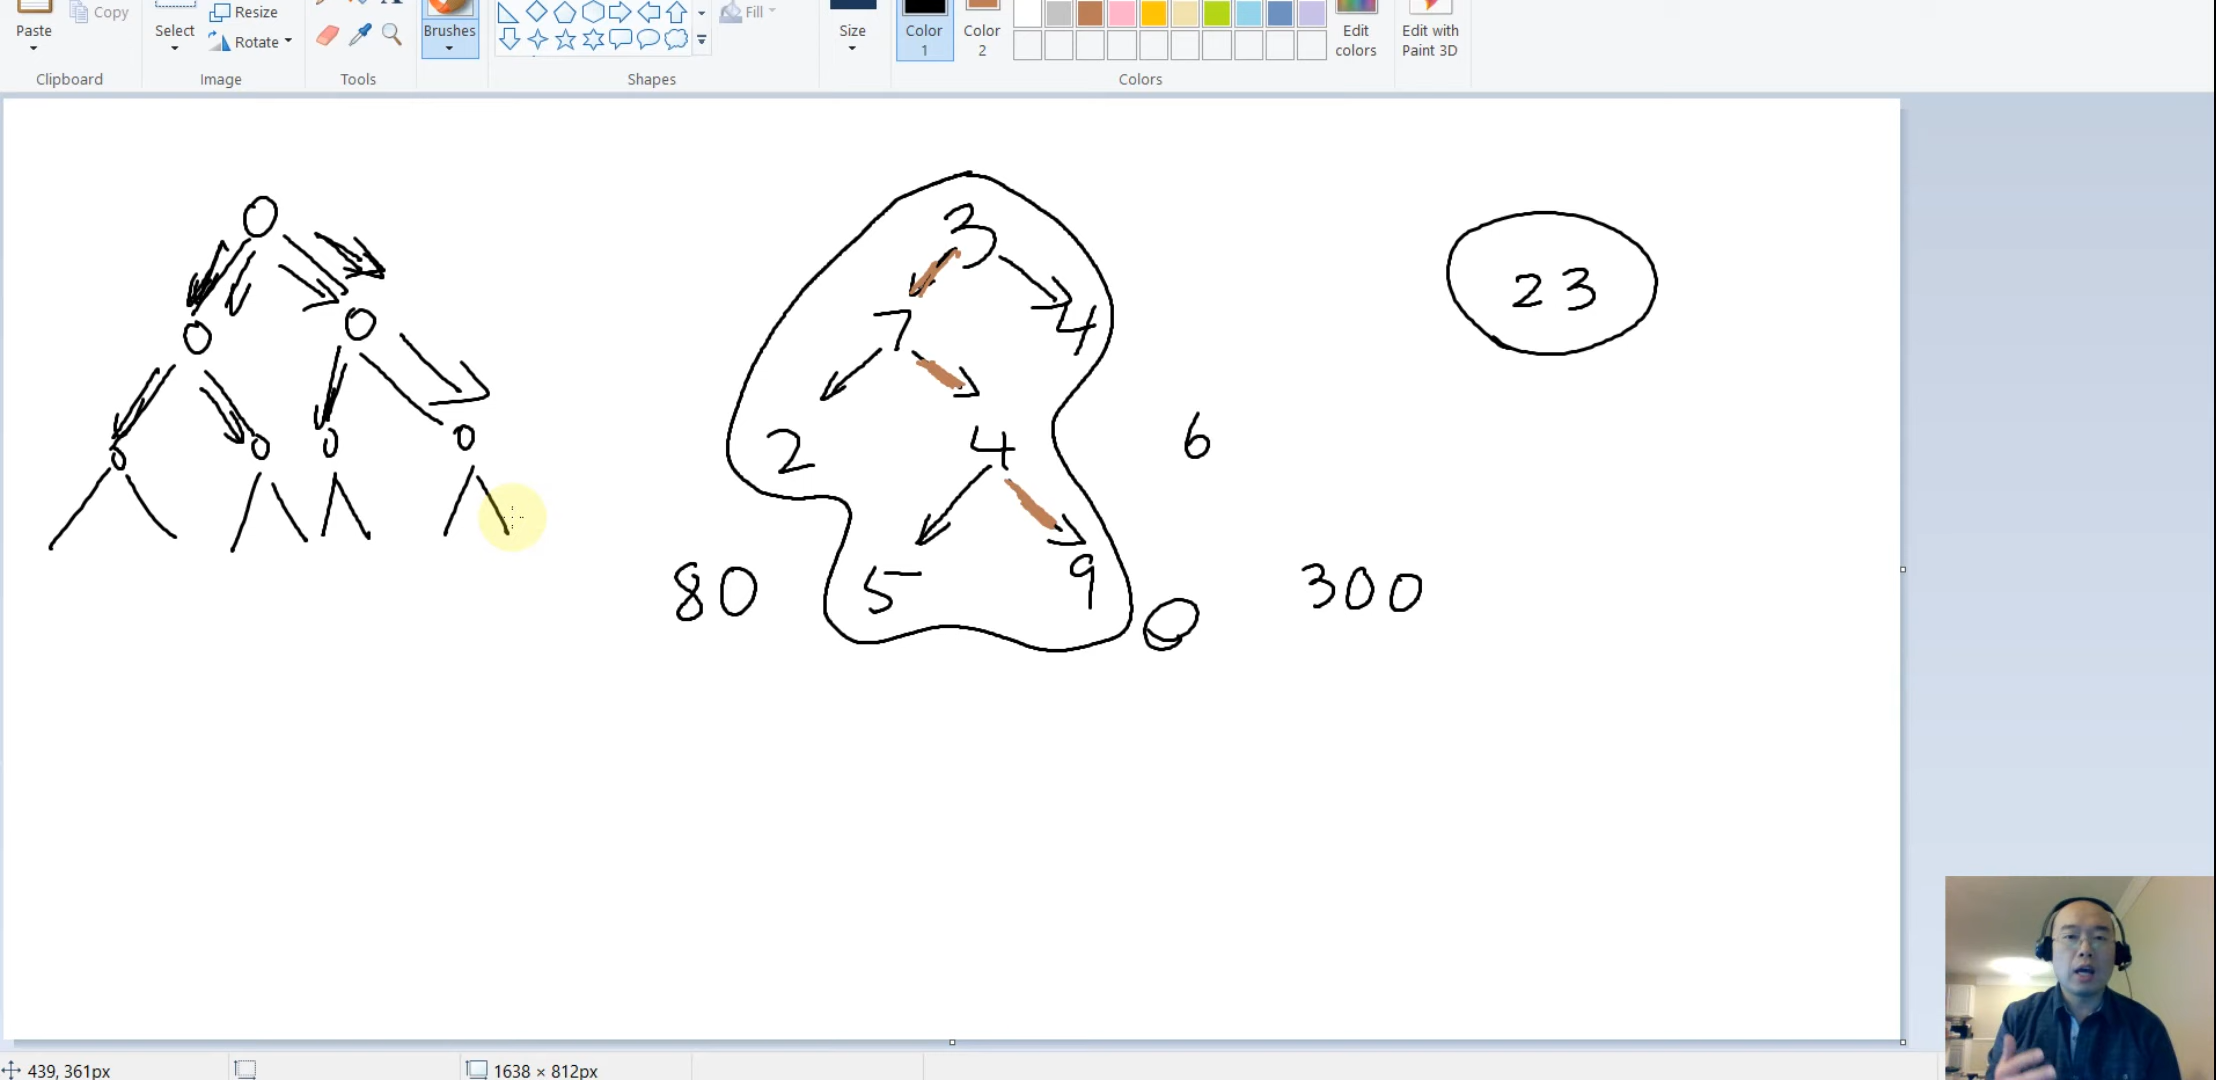 Copy
Resize
Paste
Select
Rotate
Brushes
Fill
Size
Color 1
Color 2
Edit colors
Edit with Paint 3D
Clipboard
Image
Tools
Shapes
Colors
3
23
7
4
2
4
6
80
5
9
300
439, 361px
1638 × 812px